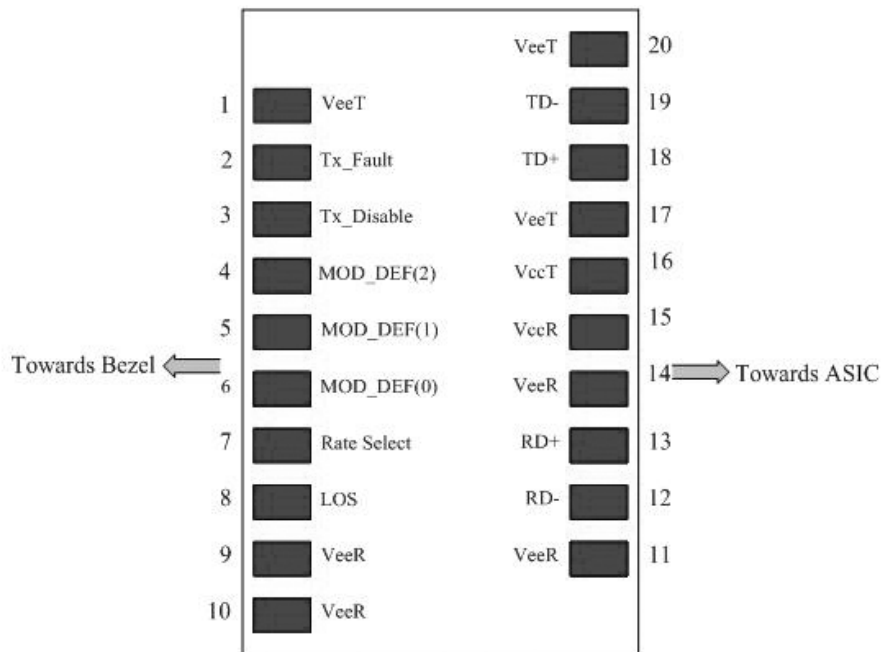 VeeT 20
1 VeeT TD- 19
2 Tx_Fault TD+ 18
3 Tx_Disable VeeT 17
4 MOD_DEF(2) VccT 16
5 MOD_DEF(1) VccR 15
Towards Bezel 6 MOD_DEF(0) VeeR 14 Towards ASIC
7 Rate Select RD+ 13
8 LOS RD- 12
9 VeeR VeeR 11
10 VeeR